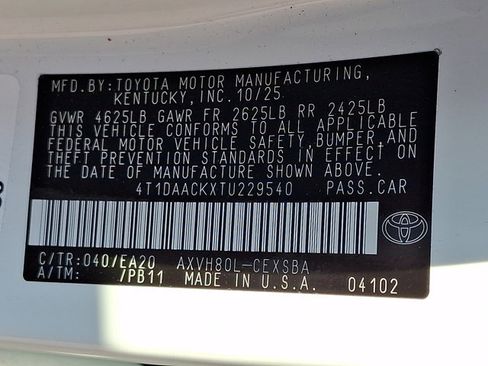 MFD.BY:TOYOTA MOTOR MANUFACTURING,
KENTUCKY, INC. 10/25
GVWR 4625LB GAWR FR 2625LB RR 2425LB
THIS VEHICLE CONFORMS TO ALL APPLICABLE
FEDERAL MOTOR VEHICLE SAFETY, BUMPER, AND
THEFT PREVENTION STANDARDS IN EFFECT ON
THE DATE OF MANUFACTURE SHOWN ABOVE.
4T1DAACKXTU229540 PASS.CAR
C/TR:040/EA20 AXVH80L-CEXSBA
A/TM: /PB11 MADE IN U.S.A. 04102